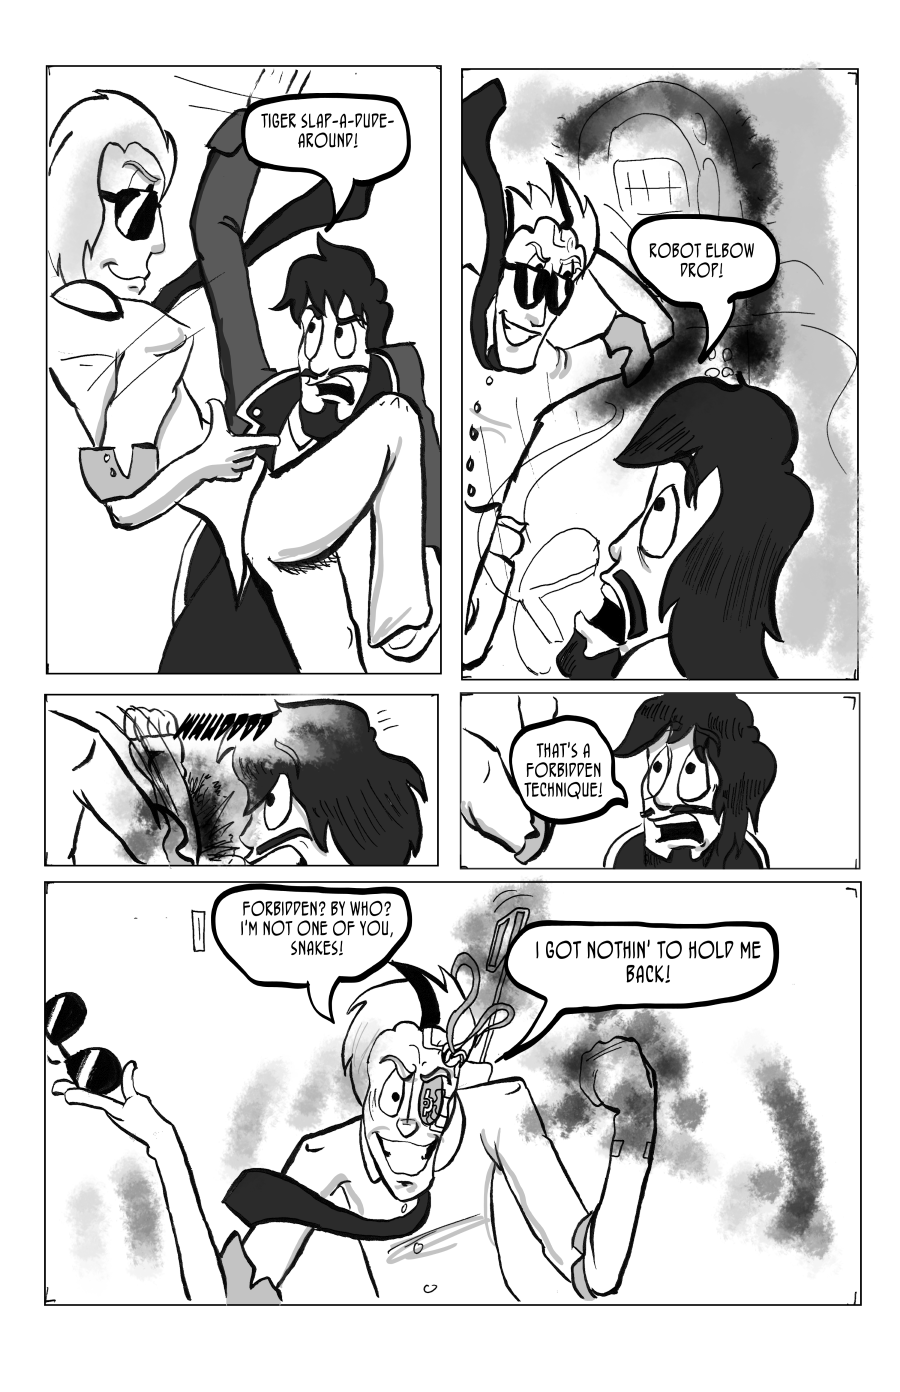 TIGER SLAP-A-DUDE-
AROUND!
ROBOT ELBOW
DROP!
WHUDDDD
THAT'S A
FORBIDDEN
TECHNIQUE!
FORBIDDEN? BY WHO?
I'M NOT ONE OF YOU,
SNAKES!
I GOT NOTHIN' TO HOLD ME
BACK!